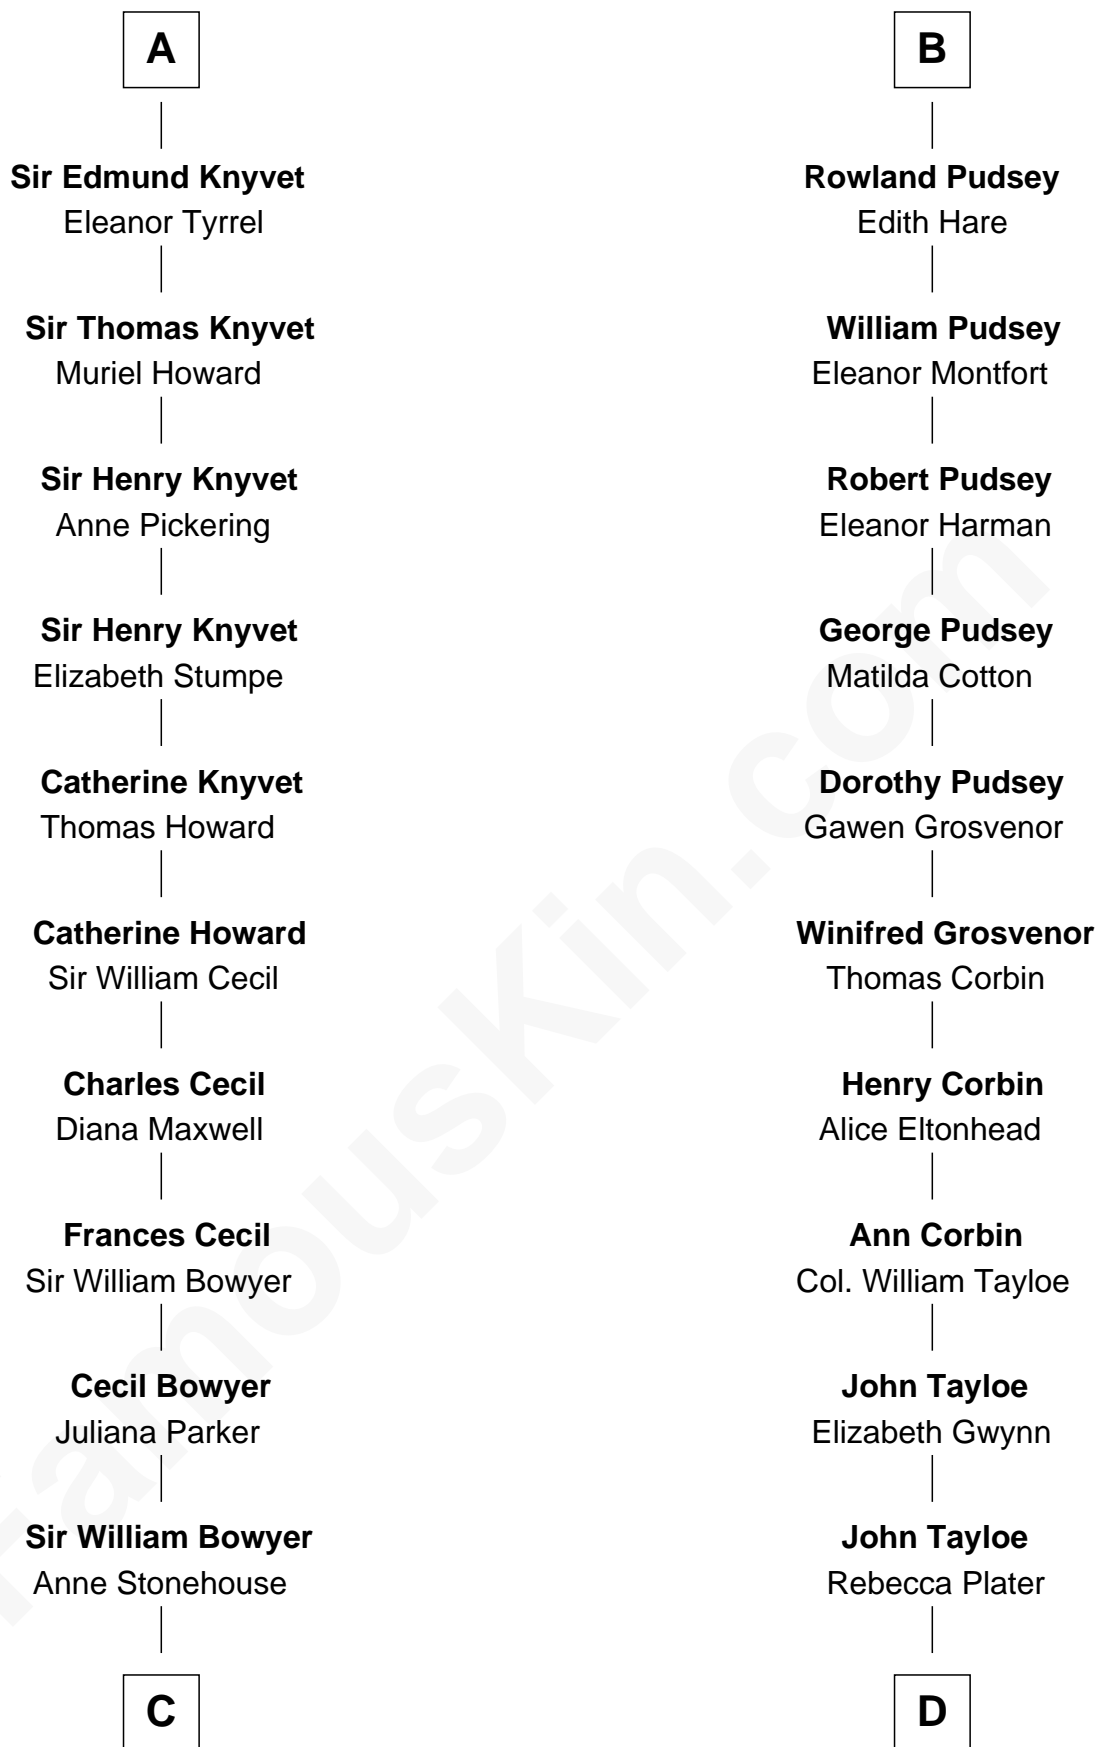 A
Sir Edmund Knyvet
Eleanor Tyrrel
Sir Thomas Knyvet
Muriel Howard
Sir Henry Knyvet
Anne Pickering
Sir Henry Knyvet
Elizabeth Stumpe
Catherine Knyvet
Thomas Howard
Catherine Howard
Sir William Cecil
Charles Cecil
Diana Maxwell
Frances Cecil
Sir William Bowyer
Cecil Bowyer
Juliana Parker
Sir William Bowyer
Anne Stonehouse
C
B
Rowland Pudsey
Edith Hare
William Pudsey
Eleanor Montfort
Robert Pudsey
Eleanor Harman
George Pudsey
Matilda Cotton
Dorothy Pudsey
Gawen Grosvenor
Winifred Grosvenor
Thomas Corbin
Henry Corbin
Alice Eltonhead
Ann Corbin
Col. William Tayloe
John Tayloe
Elizabeth Gwynn
John Tayloe
Rebecca Plater
D
FamousKin.com